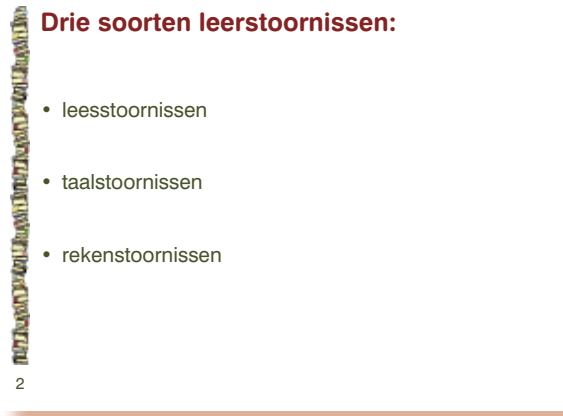 Drie soorten leerstoornissen:
• leesstoornissen
• taalstoornissen
• rekenstoornissen
2